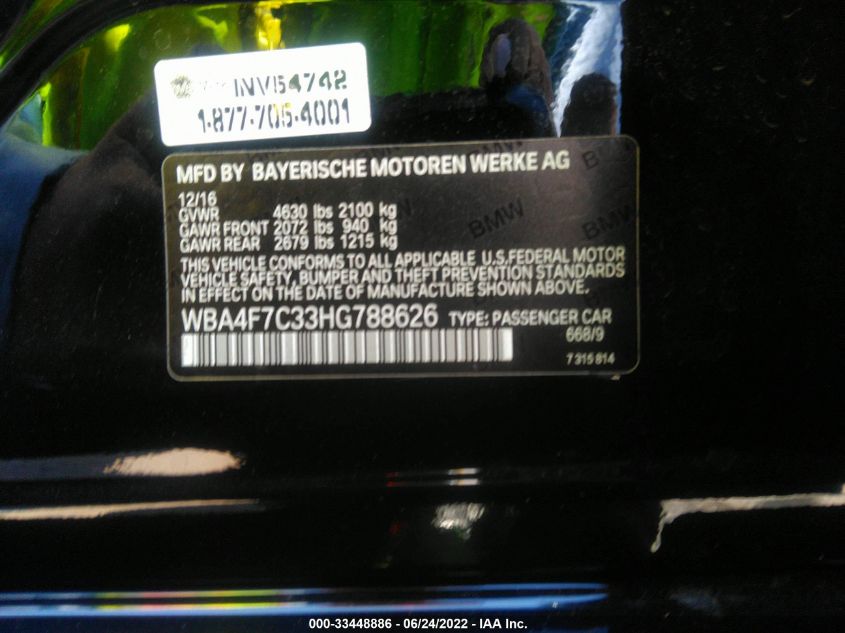 INV54742
1-877-705-4001
MFD BY BAYERISCHE MOTOREN WERKE AG
12/16
GVWR 4630 lbs 2100 kg
GAWR FRONT 2072 lbs 940 kg
GAWR REAR 2679 lbs 1215 kg
THIS VEHICLE CONFORMS TO ALL APPLICABLE U.S.FEDERAL MOTOR
VEHICLE SAFETY, BUMPER AND THEFT PREVENTION STANDARDS
IN EFFECT ON THE DATE OF MANUFACTURE SHOWN ABOVE.
WBA4F7C33HG788626 TYPE: PASSENGER CAR
668/9
7 315 814
BMW
BMW
BMW
000-33448886 - 06/24/2022 - IAA Inc.